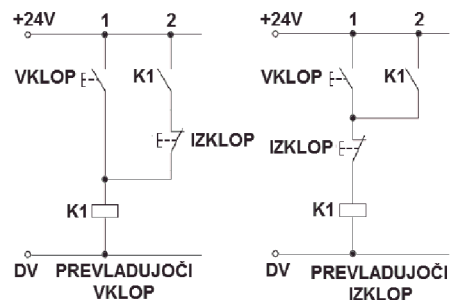 +24V 1 2
VKLOP K1
IZKLOP
K1
DV PREVLADUJOČI
VKLOP
+24V 1 2
VKLOP K1
IZKLOP
K1
DV PREVLADUJOČI
IZKLOP